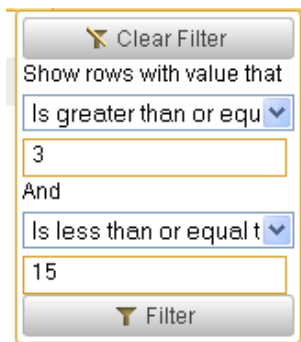 Clear Filter
Show rows with value that
Is greater than or equ
3
And
Is less than or equal t
15
Filter